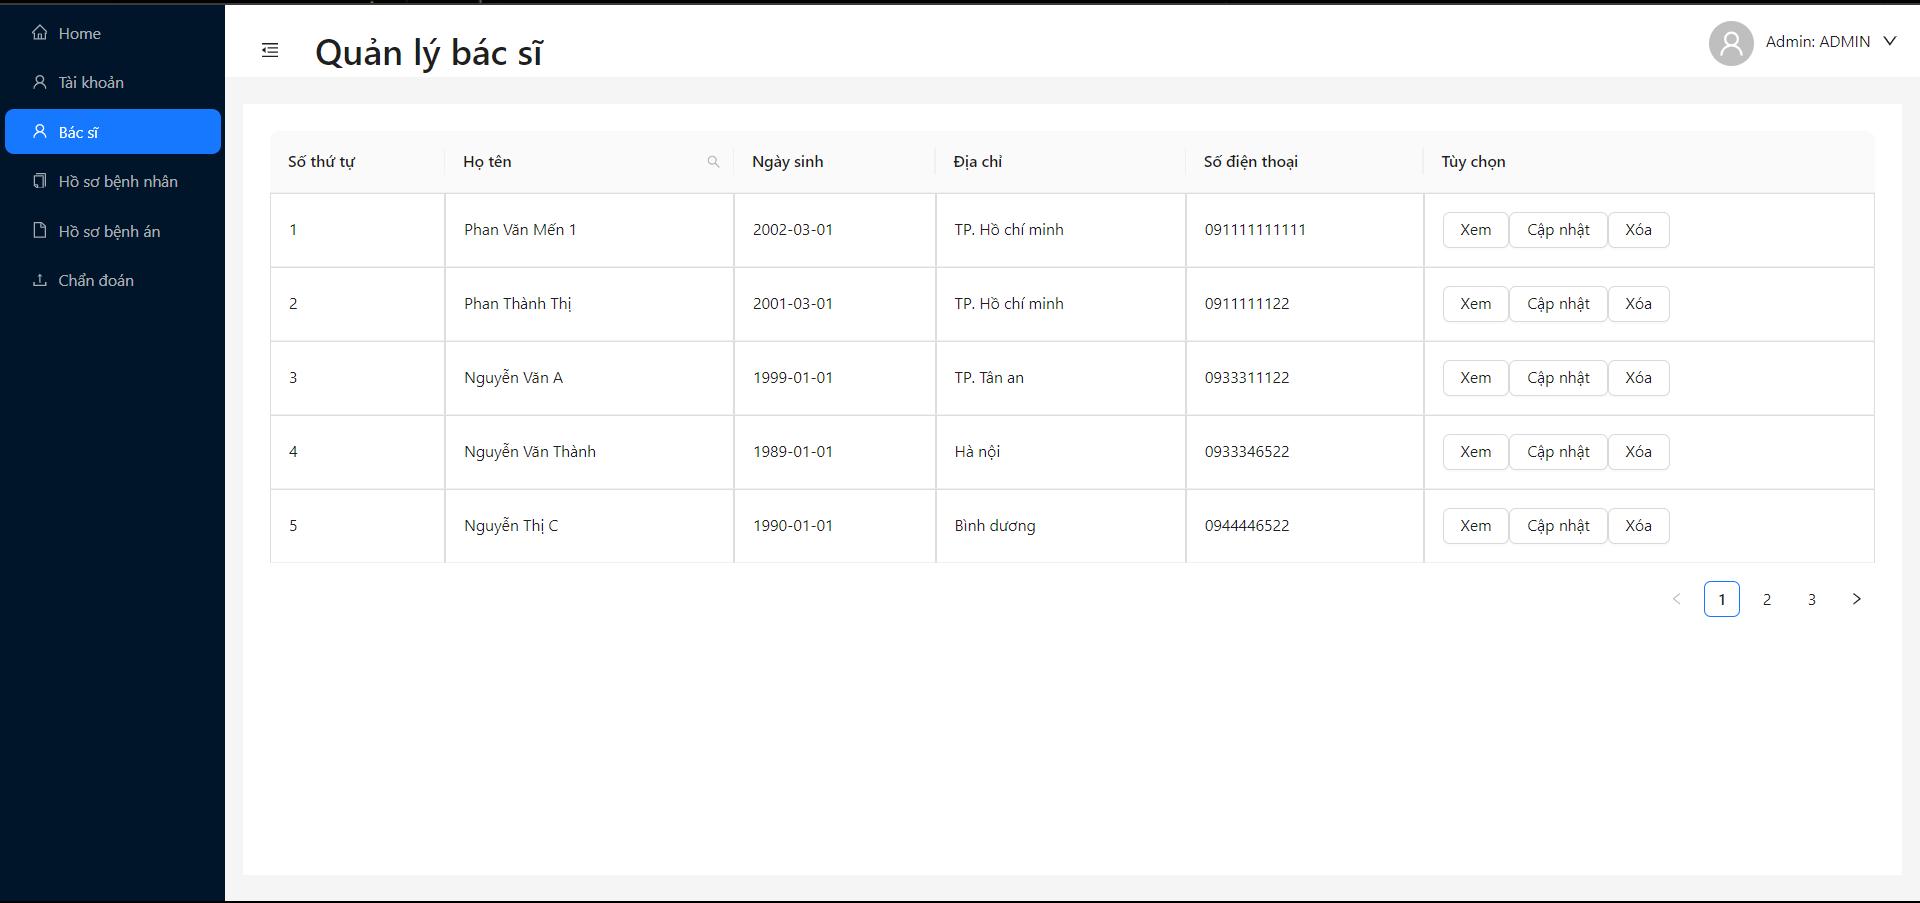 Home
Tài khoản
Bác sĩ
Hồ sơ bệnh nhân
Hồ sơ bệnh án
Chẩn đoán
Quản lý bác sĩ
Admin: ADMIN
Số thứ tự Họ tên Ngày sinh Địa chỉ Số điện thoại Tùy chọn
1 Phan Văn Mến 1 2002-03-01 TP. Hồ chí minh 091111111111 Xem Cập nhật Xóa
2 Phan Thành Thị 2001-03-01 TP. Hồ chí minh 0911111122 Xem Cập nhật Xóa
3 Nguyễn Văn A 1999-01-01 TP. Tân an 0933311122 Xem Cập nhật Xóa
4 Nguyễn Văn Thành 1989-01-01 Hà nội 0933346522 Xem Cập nhật Xóa
5 Nguyễn Thị C 1990-01-01 Bình dương 0944446522 Xem Cập nhật Xóa
1 2 3